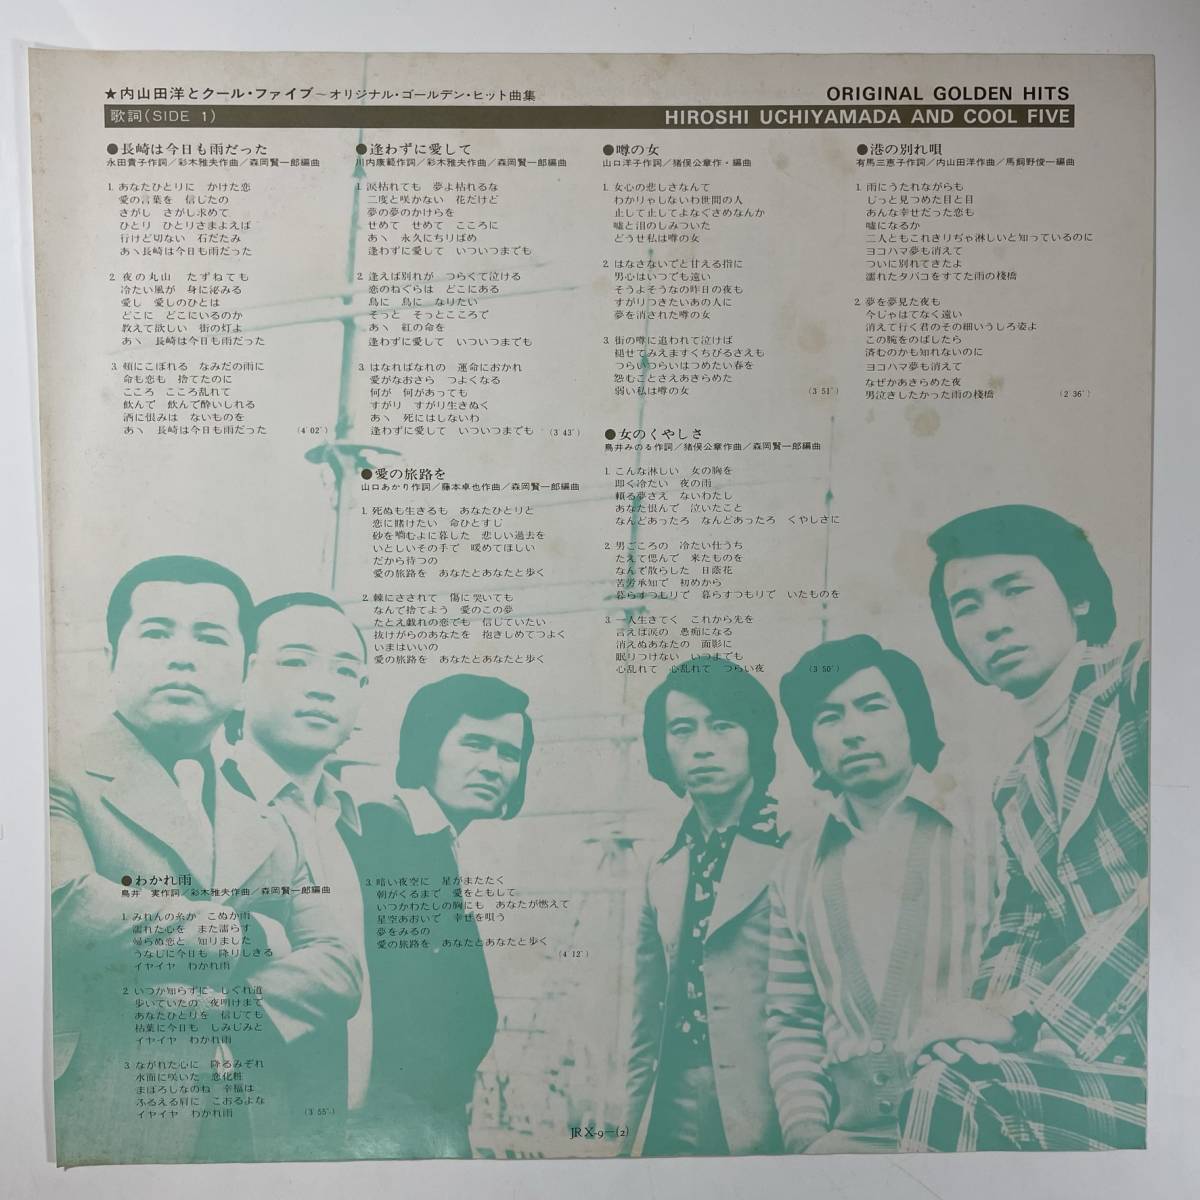 ★内山田洋とクール・ファイブ～オリジナル・ゴールデン・ヒット曲集
ORIGINAL GOLDEN HITS
歌詞(SIDE 1)
HIROSHI UCHIYAMADA AND COOL FIVE
●長崎は今日も雨だった
永田貴子作詞／彩木雅夫作曲／森岡賢一郎編曲
1. あなたひとりに かけた恋
愛の言葉を 信じたの
さがし さがし求めて
ひとり ひとりさまよえば
行けど切ない 石だたみ
あゝ長崎は今日も雨だった
2. 夜の丸山 たずねても
冷たい風が 身に泌みる
愛し 愛しのひとは
どこに どこにいるのか
教えて欲しい 街の灯よ
あゝ 長崎は今日も雨だった
3. 頬にこぼれる なみだの雨に
命も恋も 捨てたのに
こころ こころ乱れて
飲んで 飲んで酔いしれる
酒に恨みは ないものを
あゝ 長崎は今日も雨だった
(4´02˝)
●逢わずに愛して
川内康範作詞／彩木雅夫作曲／森岡賢一郎編曲
1. 涙枯れても 夢よ枯れるな
二度と咲かない 花だけど
夢の夢のかけらを
せめて せめて こころに
あゝ 永久にちりばめ
逢わずに愛して いついつまでも
2. 逢えば別れが つらくて泣ける
恋のねぐらは どこにある
鳥に 鳥に なりたい
そっと そっとこころで
あゝ 紅の命を
逢わずに愛して いついつまでも
3. はなればなれの 運命におかれ
愛がなおさら つよくなる
何が 何があっても
すがり すがり生きぬく
あゝ 死にはしないわ
逢わずに愛して いついつまでも
(3´43˝)
●愛の旅路を
山口あかり作詞／藤本卓也作曲／森岡賢一郎編曲
1. 死ぬも生きるも あなたひとりと
恋に賭けたい 命ひとすじ
砂を噛むよに暮した 悲しい過去を
いとしいその手で 暖めてほしい
だから待つの
愛の旅路を あなたとあなたと歩く
2. 棘にさされて 傷に哭いても
なんで捨てよう 愛のこの夢
たとえ戯れの恋でも 信じていたい
抜けがらのあなたを 抱きしめてつよく
いまはいいの
愛の旅路を あなたとあなたと歩く
3. 暗い夜空に 星がまたたく
朝がくるまで 愛をともして
いつかわたしの胸にも あなたが燃えて
星空あおいで 幸せを唄う
夢をみるの
愛の旅路を あなたとあなたと歩く
(4´12˝)
●噂の女
山口洋子作詞／猪俣公章作・編曲
1. 女心の悲しさなんて
わかりゃしないわ世間の人
止して止してよなぐさめなんか
嘘と泪のしみついた
どうせ私は噂の女
2. はなさないでと甘える指に
男心はいつでも遠い
そうよそうなの昨日の夜も
すがりつきたいあの人に
夢を消された噂の女
3. 街の噂に追われて泣けば
褪せてみえますくちびるさえも
つらいつらいはつめたい春を
怨むことさえあきらめた
弱い私は噂の女
(3´51˝)
●女のくやしさ
鳥井みのる作詞／猪俣公章作曲／森岡賢一郎編曲
1. こんな淋しい 女の胸を
叩く冷たい 夜の雨
頼る夢さえ ないわたし
あなた恨んで 泣いたこと
なんどあったろ なんどあったろ くやしさに
2. 男ごころの 冷たい仕うち
たえて偲んで 来たものを
なんで散らした 日蔭花
苦労承知で 初めから
暮らすつもりで 暮らすつもりで いたものを
3. 一人生きてく これから先を
言えば涙の 愚痴になる
消えぬあなたの 面影に
眠りつけない いつまでも
心乱れて 心乱れて つらい夜
(3´50˝)
●港の別れ唄
有馬三恵子作詞／内山田洋作曲／馬飼野俊一編曲
1. 雨にうたれながらも
じっと見つめた目と目
あんな幸せだった恋も
嘘になるか
二人ともこれきりぢゃ淋しいと知っているのに
ヨコハマ夢も消えて
ついに別れてきたよ
濡れたタバコをすてた雨の棧橋
2. 夢を夢見た夜も
今じゃはてなく遠い
消えて行く君のその細いうしろ姿よ
この腕をのばしたら
済むのかも知れないのに
ヨコハマ夢も消えて
なぜかあきらめた夜
男泣きしたかった雨の棧橋
(2´36˝)
●わかれ雨
鳥井 実作詞／彩木雅夫作曲／森岡賢一郎編曲
1. みれんの糸か こぬか雨
濡れた心を また濡らす
帰らぬ恋と 知りました
うなじに今日も 降りしきる
イヤイヤ わかれ雨
2. いつか知らずに しぐれ道
歩いていたの 夜明けまで
あなたひとりを 信じても
枯葉に今日も しみじみと
イヤイヤ わかれ雨
3. ながれた心に 降るみぞれ
水面に咲いた 恋化粧
まぼろしなのね 幸福は
ふるえる肩に こおるよな
イヤイヤ わかれ雨
(3´55˝)
JRX-9—(2)